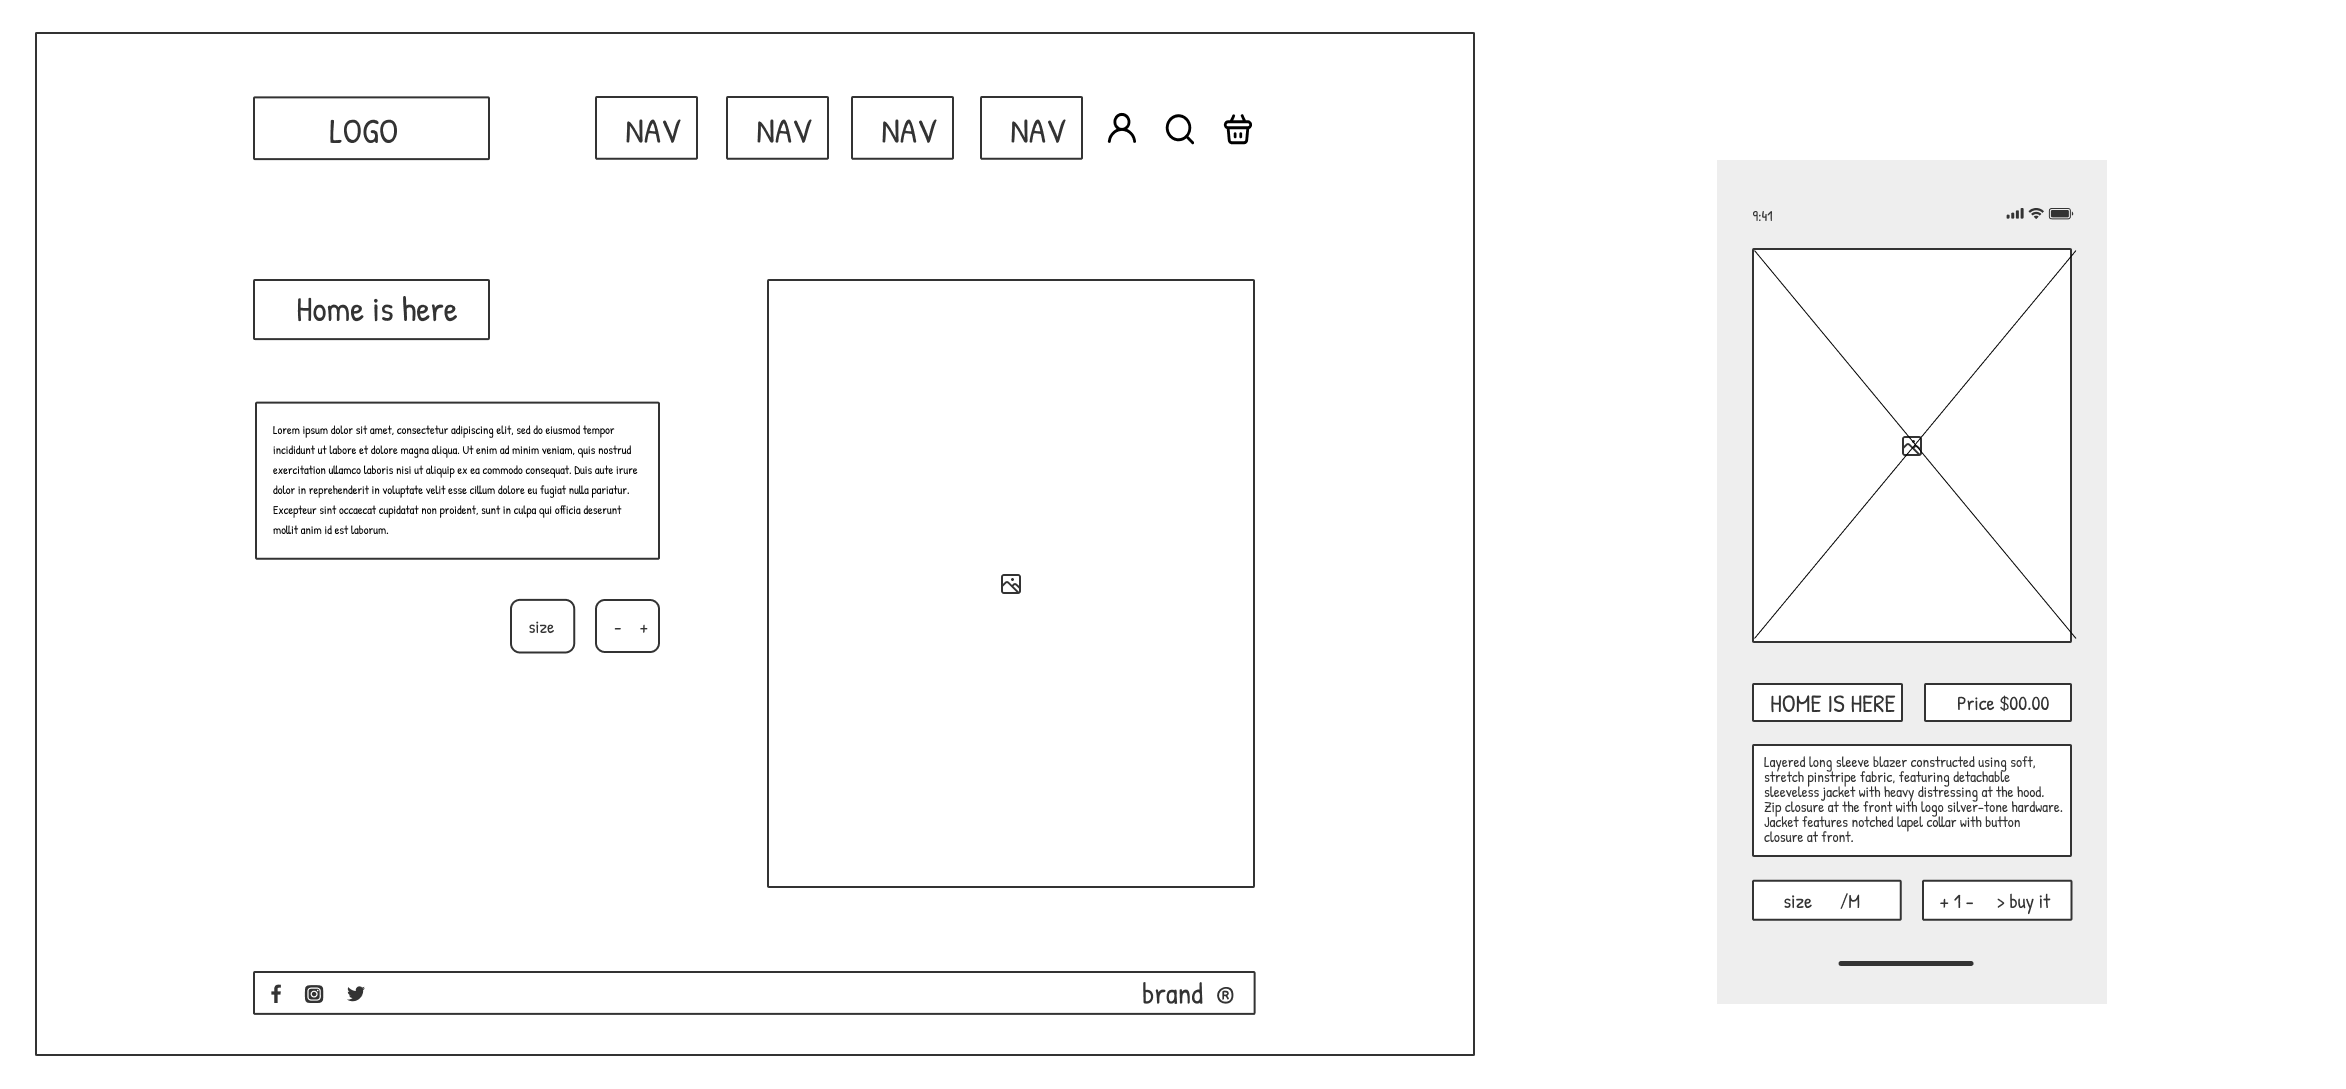 LOGO
NAV
NAV
NAV
NAV
Home is here
Lorem ipsum dolor sit amet, consectetur adipiscing elit, sed do eiusmod tempor
incididunt ut labore et dolore magna aliqua. Ut enim ad minim veniam, quis nostrud
exercitation ullamco laboris nisi ut aliquip ex ea commodo consequat. Duis aute irure
dolor in reprehenderit in voluptate velit esse cillum dolore eu fugiat nulla pariatur.
Excepteur sint occaecat cupidatat non proident, sunt in culpa qui officia deserunt
mollit anim id est laborum.
size
- +
brand ®
9:41
HOME IS HERE
Price $00.00
Layered long sleeve blazer constructed using soft,
stretch pinstripe fabric, featuring detachable
sleeveless jacket with heavy distressing at the hood.
Zip closure at the front with logo silver-tone hardware.
Jacket features notched lapel collar with button
closure at front.
size /M
+ 1 - > buy it